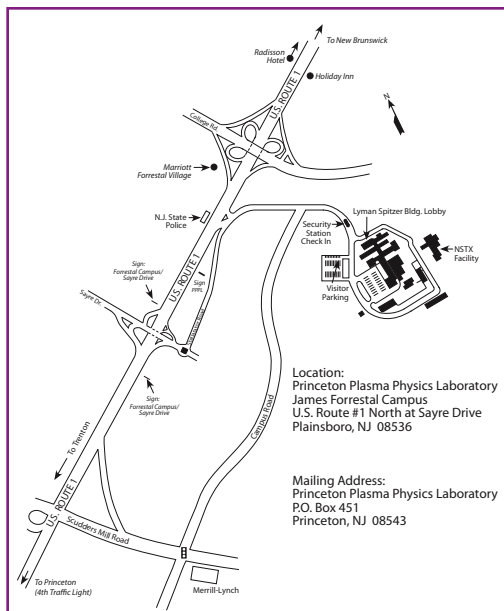 To New Brunswick
Radisson
Hotel
Holiday Inn
U.S. ROUTE 1
College Rd.
N
Marriott
Forrestal Village
Lyman Spitzer Bldg. Lobby
N.J. State
Police
Security
Station
Check In
NSTX
Facility
Sign:
Forrestal Campus/
Sayre Drive
U.S. ROUTE 1
Sign
PPPL
Visitor
Parking
Sayre Dr.
Sign:
Forrestal Campus/
Sayre Drive
Campus Road
Location:
Princeton Plasma Physics Laboratory
James Forrestal Campus
U.S. Route #1 North at Sayre Drive
Plainsboro, NJ 08536
To Trenton
Mailing Address:
Princeton Plasma Physics Laboratory
P.O. Box 451
Princeton, NJ 08543
U.S. ROUTE 1
Scudders Mill Road
Merrill-Lynch
To Princeton
(4th Traffic Light)